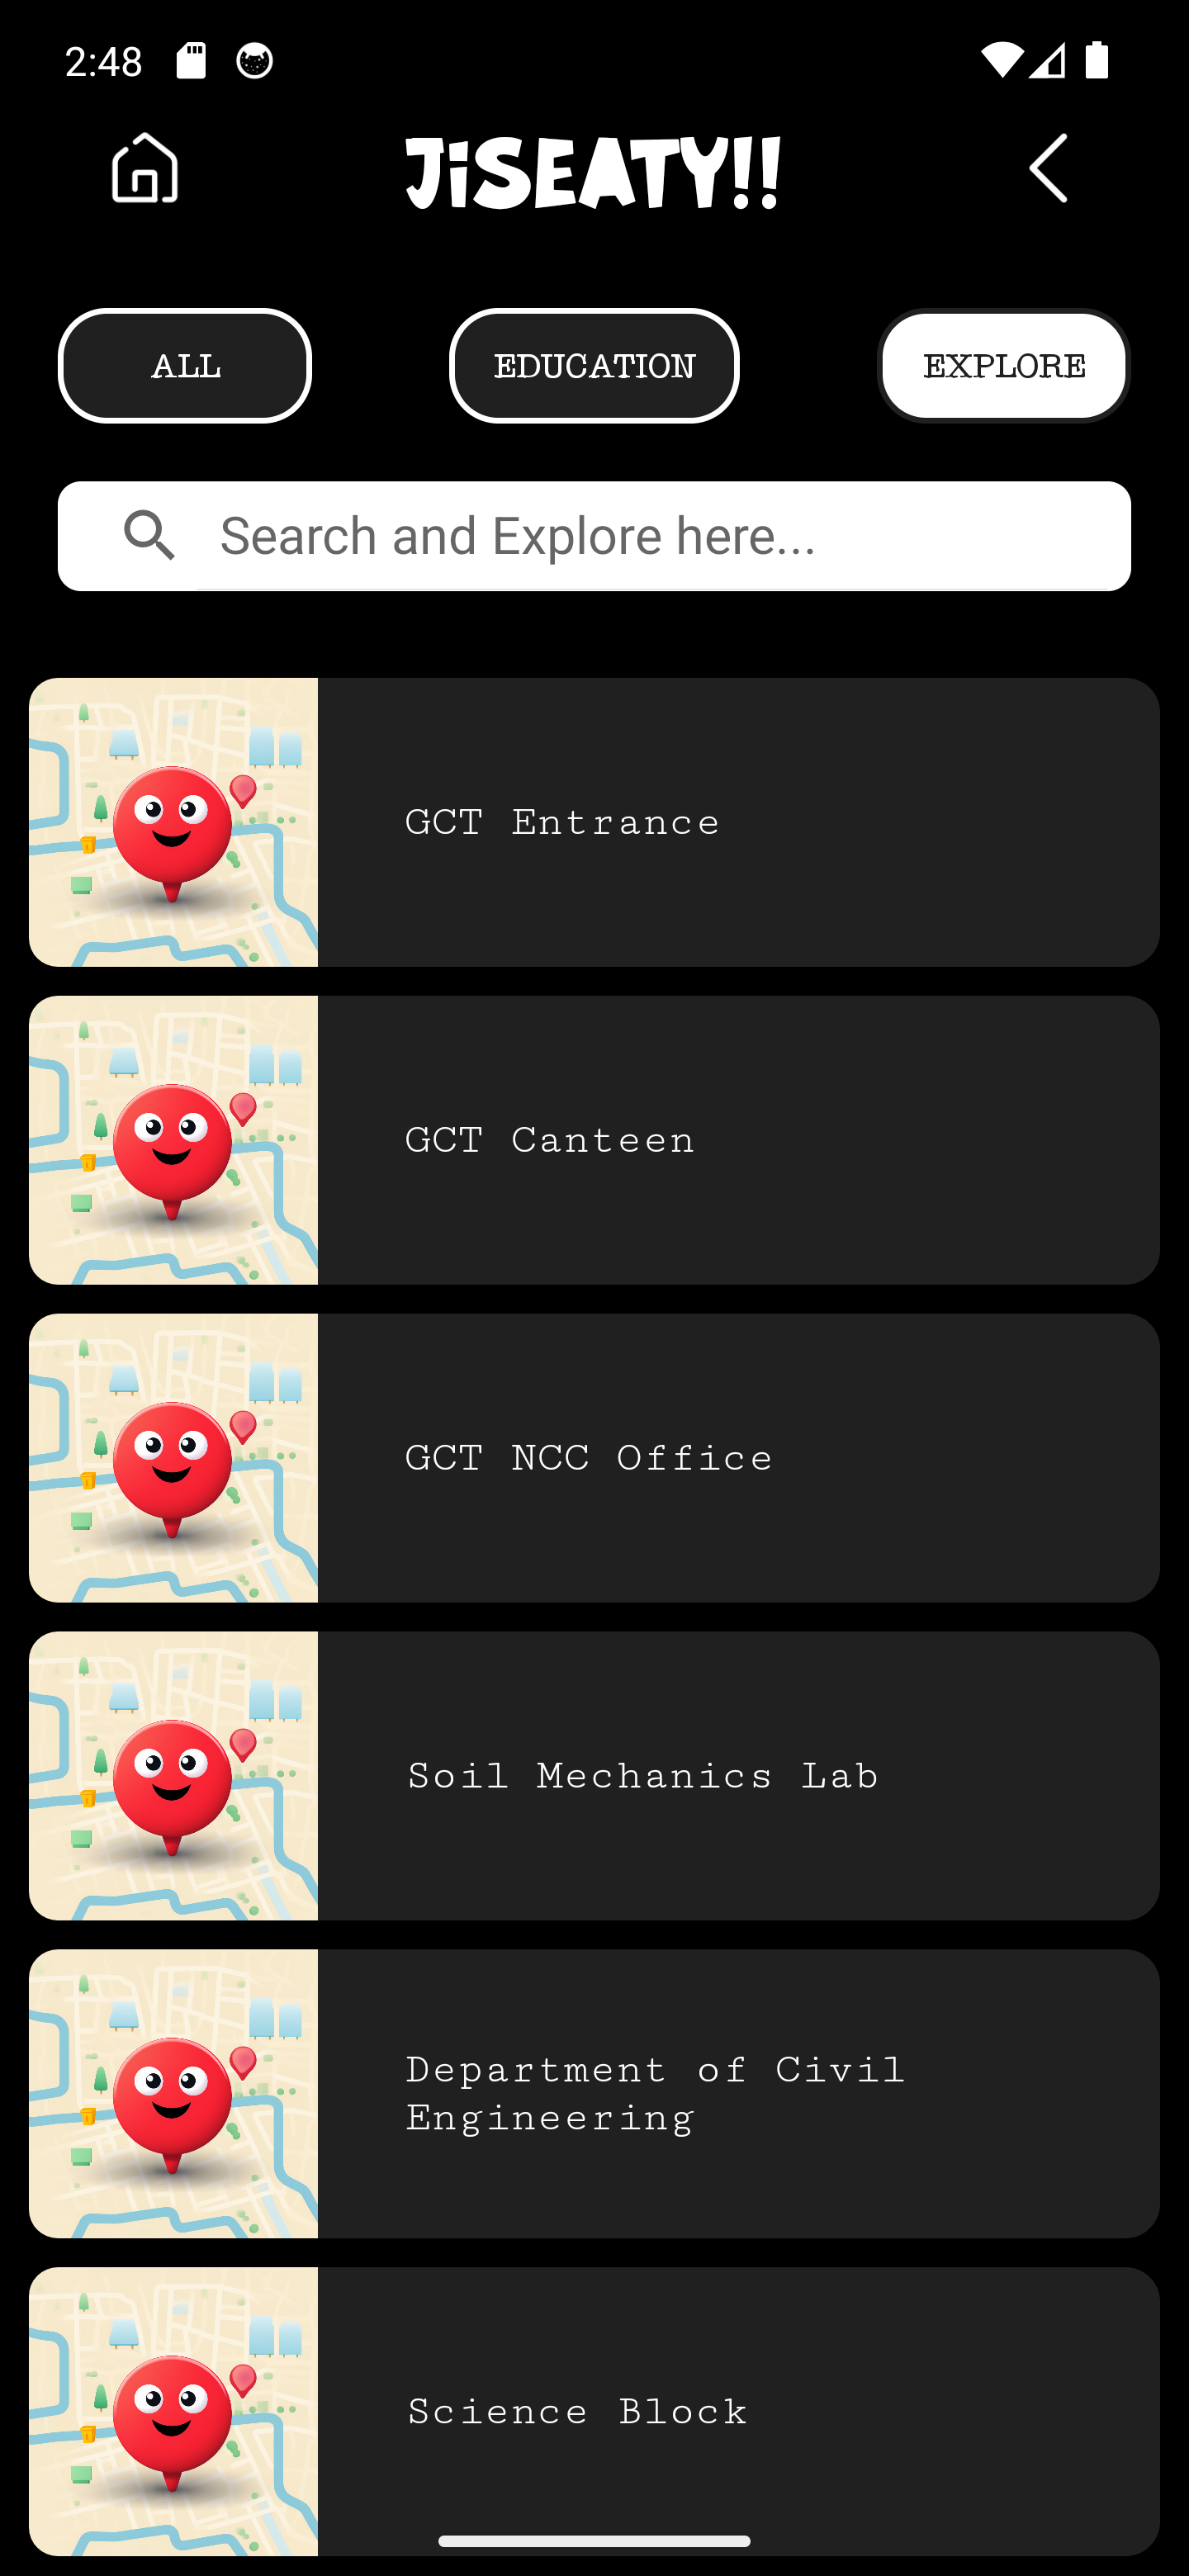 2:48
JiSEATY!!
ALL
EDUCATION
EXPLORE
Search and Explore here...
GCT Entrance
GCT Canteen
GCT NCC Office
Soil Mechanics Lab
Department of Civil
Engineering
Science Block